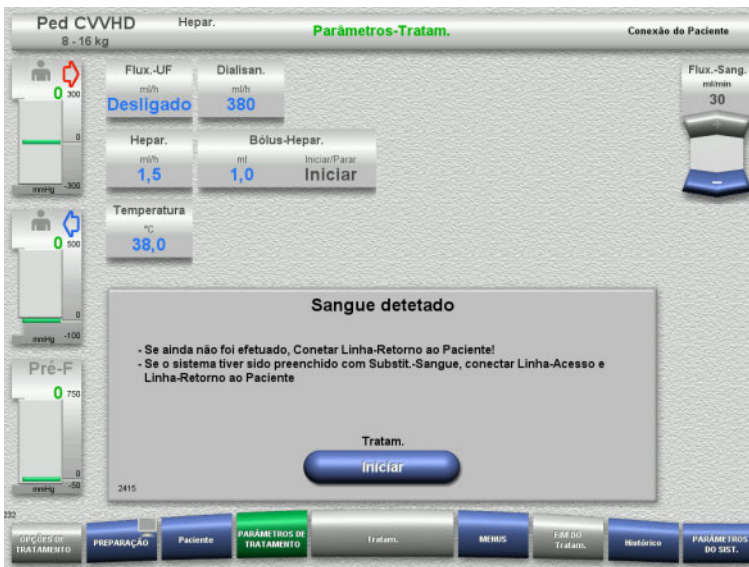 Ped CVVHD
8 - 16 kg
Hepar.
Parâmetros-Tratam.
Conexão do Paciente
0
300
0
-300
mmHg
Flux.-UF
ml/h
Desligado
Dialisan.
ml/h
380
Flux.-Sang.
ml/min
30
Hepar.
ml/h
1,5
Bólus-Hepar.
ml
Iniciar/Parar
1,0
Iniciar
0
500
0
-100
mmHg
Temperatura
°C
38,0
Pré-F
0
750
0
-50
mmHg
Sangue detetado
- Se ainda não foi efetuado, Conetar Linha-Retorno ao Paciente!
- Se o sistema tiver sido preenchido com Substit.-Sangue, conectar Linha-Acesso e
Linha-Retorno ao Paciente
Tratam.
Iniciar
2415
232
OPÇÕES DE
TRATAMENTO
PREPARAÇÃO
Paciente
PARÂMETROS DE
TRATAMENTO
Tratam.
MENUS
FIM DO
Tratam.
Histórico
PARÂMETROS
DO SIST.